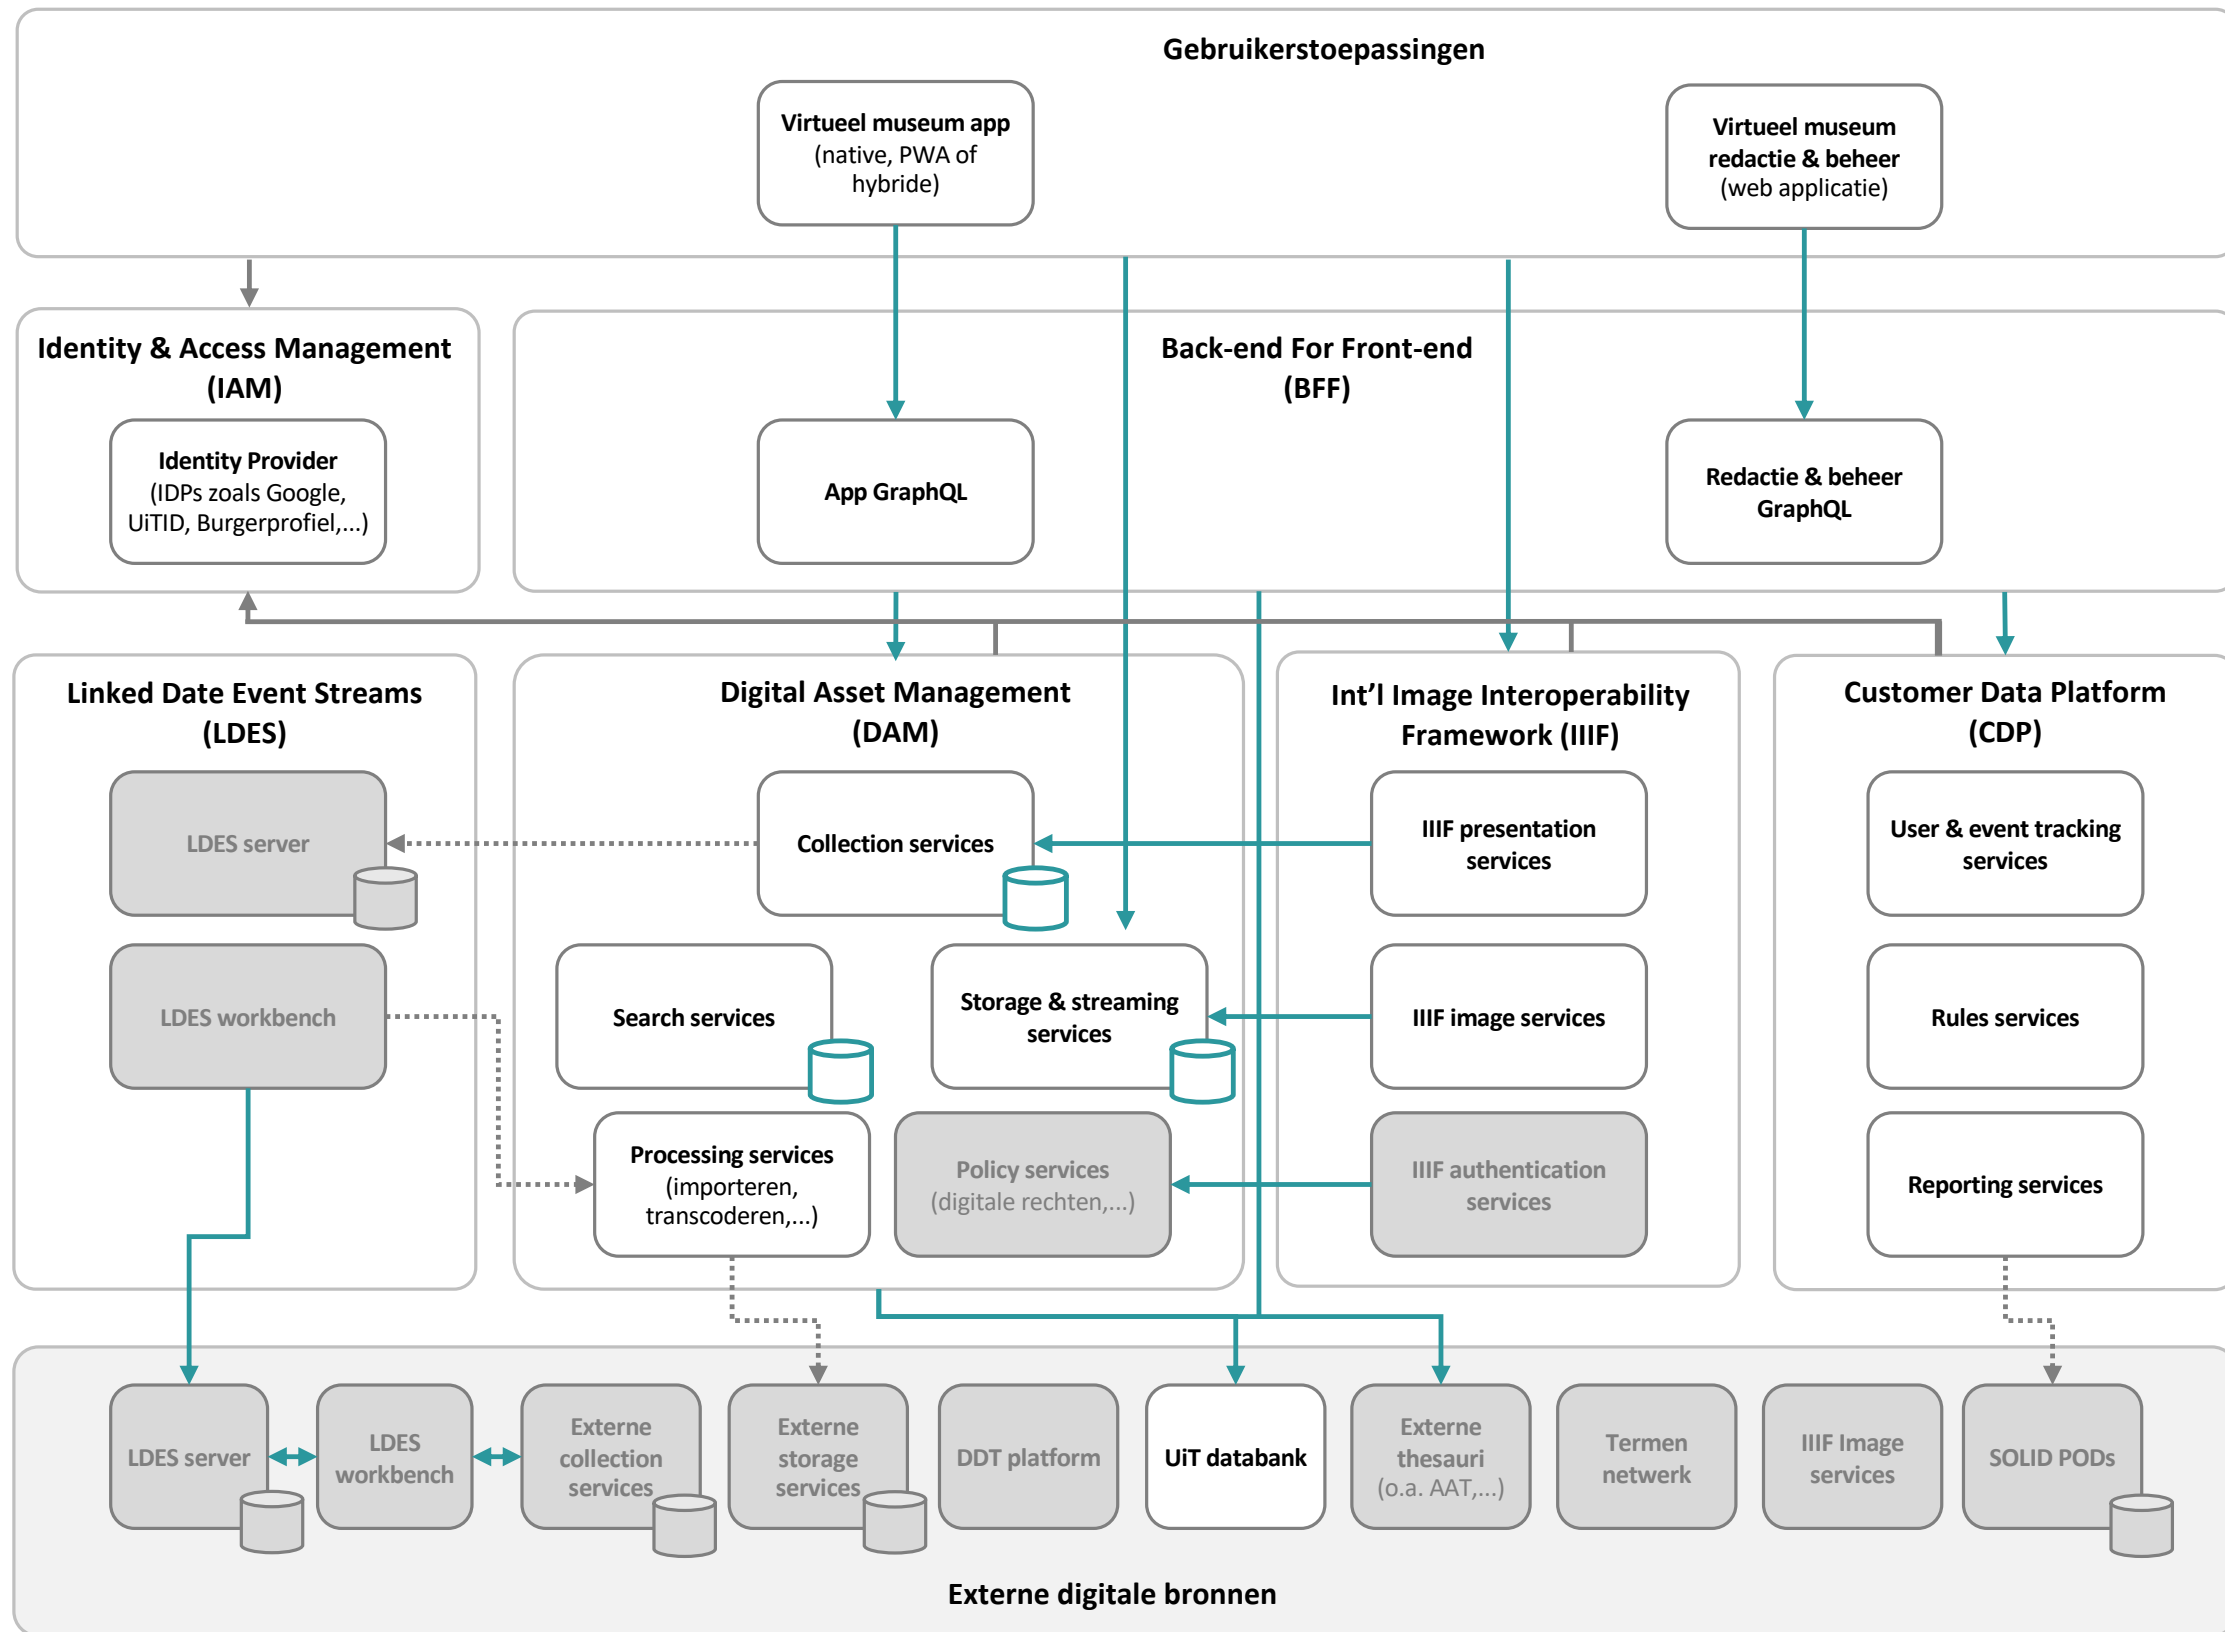 Gebruikerstoepassingen
Virtueel museum app
(native, PWA of
hybride)
Virtueel museum
redactie & beheer
(web applicatie)
Identity & Access Management
(IAM)
Identity Provider
(IDPs zoals Google,
UiTID, Burgerprofiel,...)
Back-end For Front-end
(BFF)
App GraphQL
Redactie & beheer
GraphQL
Linked Date Event Streams
(LDES)
LDES server
LDES workbench
Digital Asset Management
(DAM)
Collection services
Search services
Storage & streaming
services
Processing services
(importeren,
transcoderen,...)
Policy services
(digitale rechten,...)
Int'l Image Interoperability
Framework (IIIF)
IIIF presentation
services
IIIF image services
IIIF authentication
services
Customer Data Platform
(CDP)
User & event tracking
services
Rules services
Reporting services
LDES server
LDES
workbench
Externe
collection
services
Externe
storage
services
DDT platform
UiT databank
Externe
thesauri
(o.a. AAT,...)
Termen
netwerk
IIIF Image
services
SOLID PODs
Externe digitale bronnen